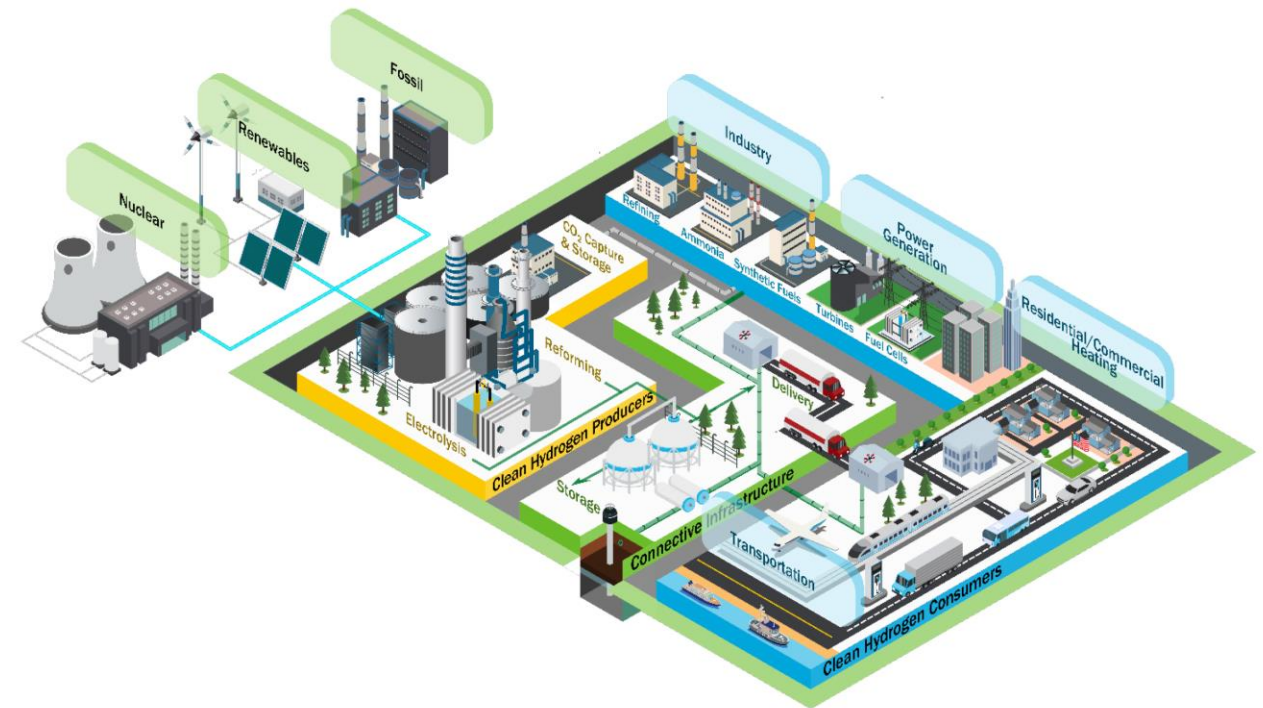 Fossil
Renewables
Nuclear
Industry
Power
Generation
Residential/Commercial
Heating
Refining
Ammonia
Synthetic Fuels
Turbines
Fuel Cells
CO₂ Capture
& Storage
Reforming
Electrolysis
Clean Hydrogen Producers
Delivery
Storage
Connective Infrastructure
Transportation
Clean Hydrogen Consumers